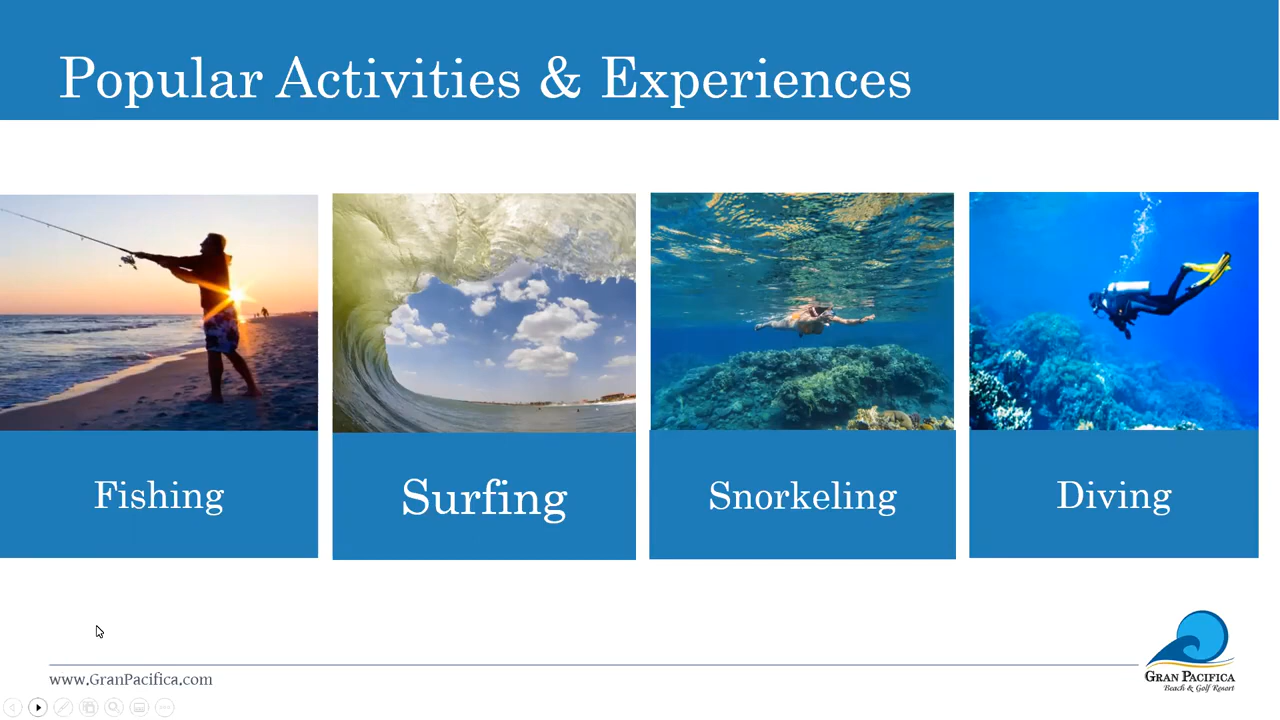 Popular Activities & Experiences
Fishing
Surfing
Snorkeling
Diving
www.GranPacifica.com
GRAN PACIFICA
Beach & Golf Resort